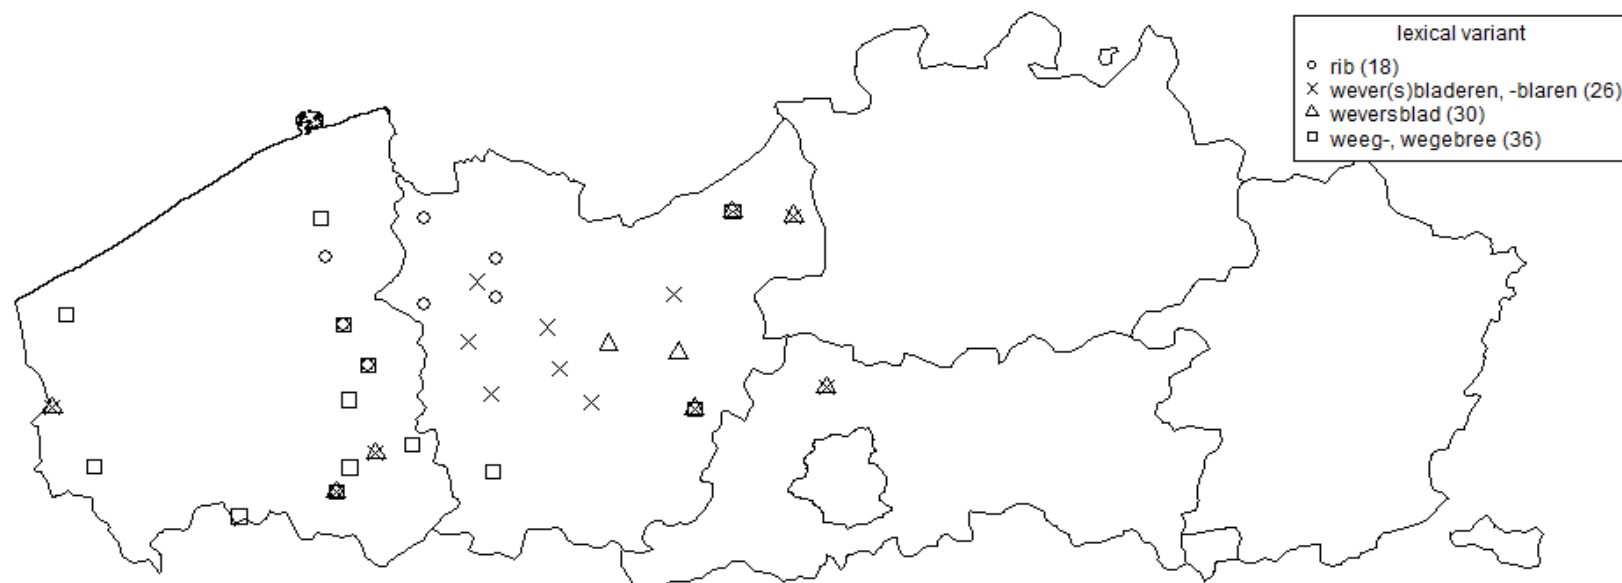 lexical variant
rib (18)
wever(s)bladeren, -blaren (26)
weversblad (30)
weeg-, wegebree (36)